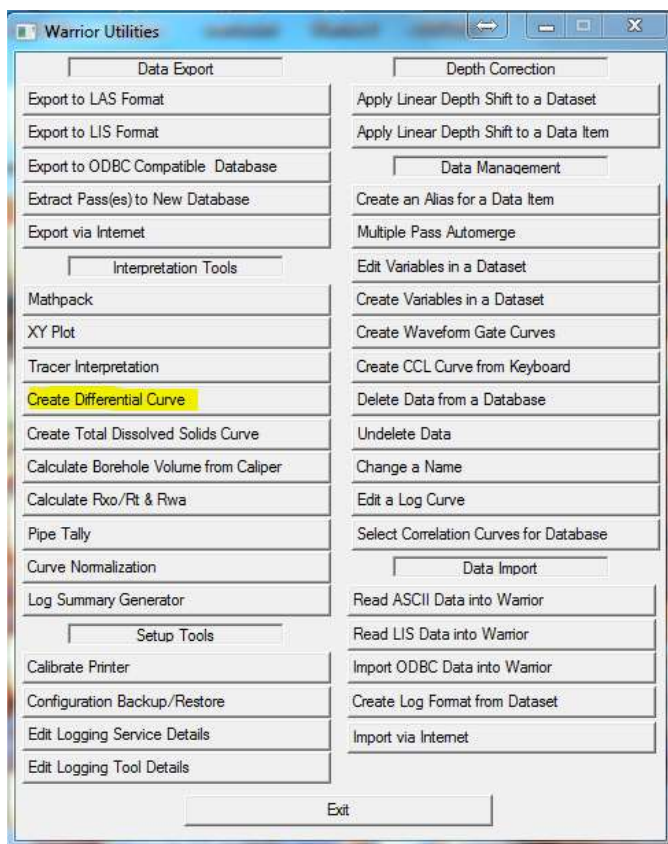 Warrior Utilities
Data Export
Export to LAS Format
Export to LIS Format
Export to ODBC Compatible Database
Extract Pass(es) to New Database
Export via Internet
Interpretation Tools
Mathpack
XY Plot
Tracer Interpretation
Create Differential Curve
Create Total Dissolved Solids Curve
Calculate Borehole Volume from Caliper
Calculate Rxo/Rt & Rwa
Pipe Tally
Curve Normalization
Log Summary Generator
Setup Tools
Calibrate Printer
Configuration Backup/Restore
Edit Logging Service Details
Edit Logging Tool Details
Depth Correction
Apply Linear Depth Shift to a Dataset
Apply Linear Depth Shift to a Data Item
Data Management
Create an Alias for a Data Item
Multiple Pass Automerge
Edit Variables in a Dataset
Create Variables in a Dataset
Create Waveform Gate Curves
Create CCL Curve from Keyboard
Delete Data from a Database
Undelete Data
Change a Name
Edit a Log Curve
Select Correlation Curves for Database
Data Import
Read ASCII Data into Warrior
Read LIS Data into Warrior
Import ODBC Data into Warrior
Create Log Format from Dataset
Import via Internet
Exit